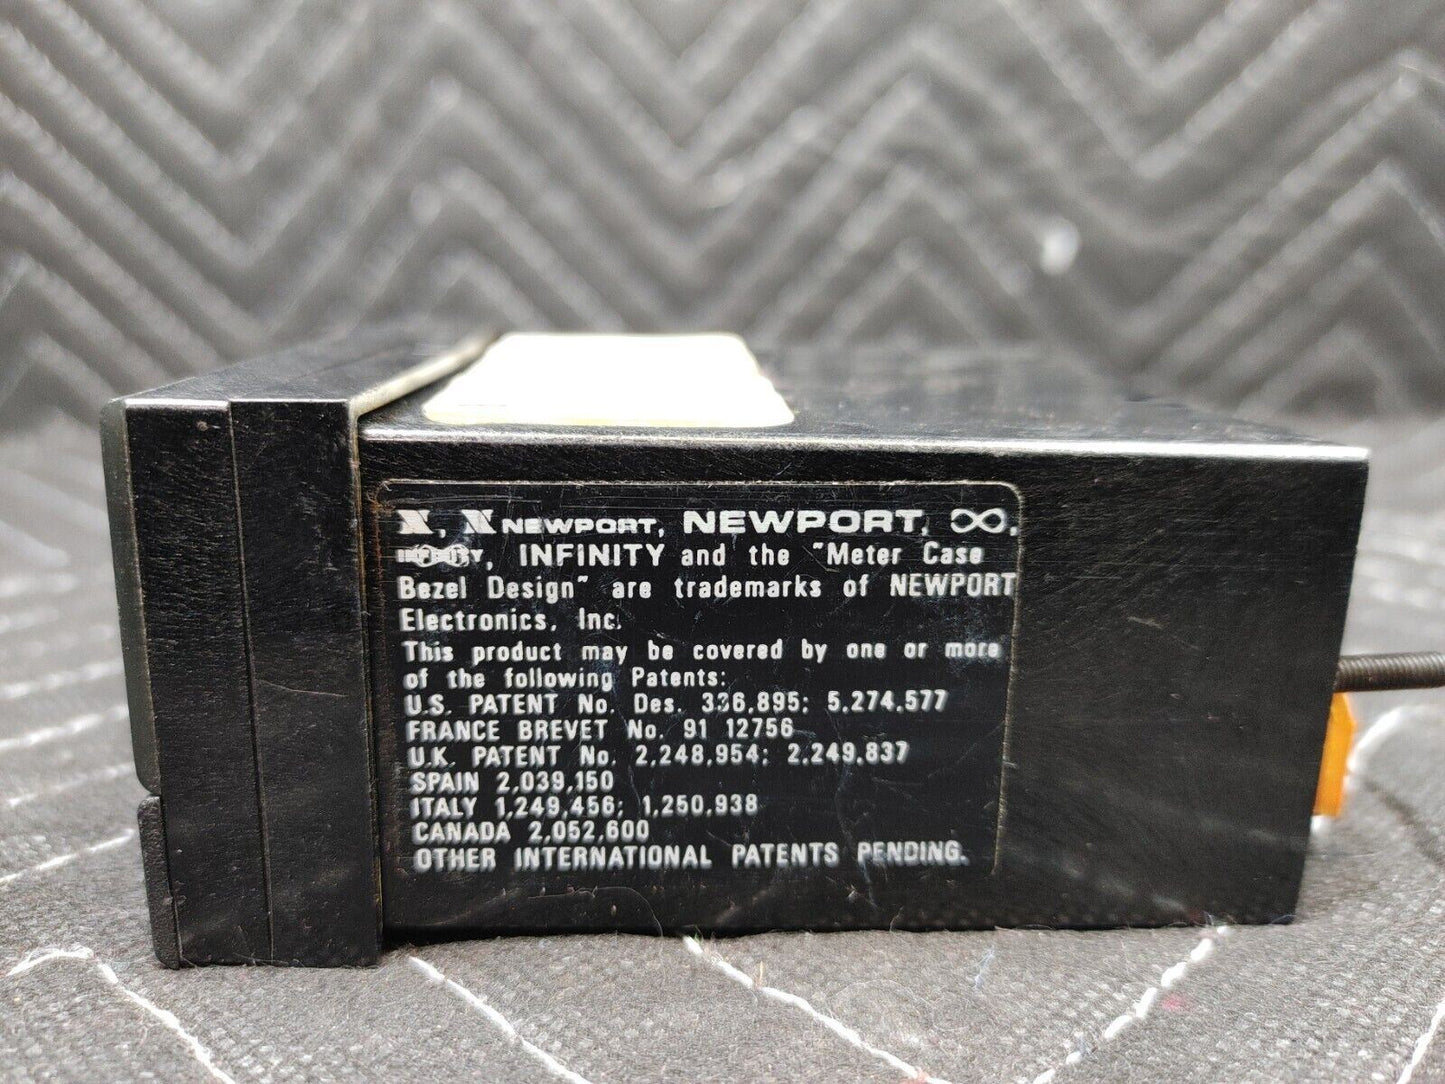 N, N NEWPORT, NEWPORT, ∞,
INFINITY, INFINITY and the "Meter Case
Bezel Design" are trademarks of NEWPORT
Electronics, Inc.
This product may be covered by one or more
of the following Patents:
U.S. PATENT No. Des. 336,895; 5,274,577
FRANCE BREVET No. 91 12756
U.K. PATENT No. 2,248,954; 2,249,837
SPAIN 2,039,150
ITALY 1,249,456; 1,250,938
CANADA 2,052,600
OTHER INTERNATIONAL PATENTS PENDING.